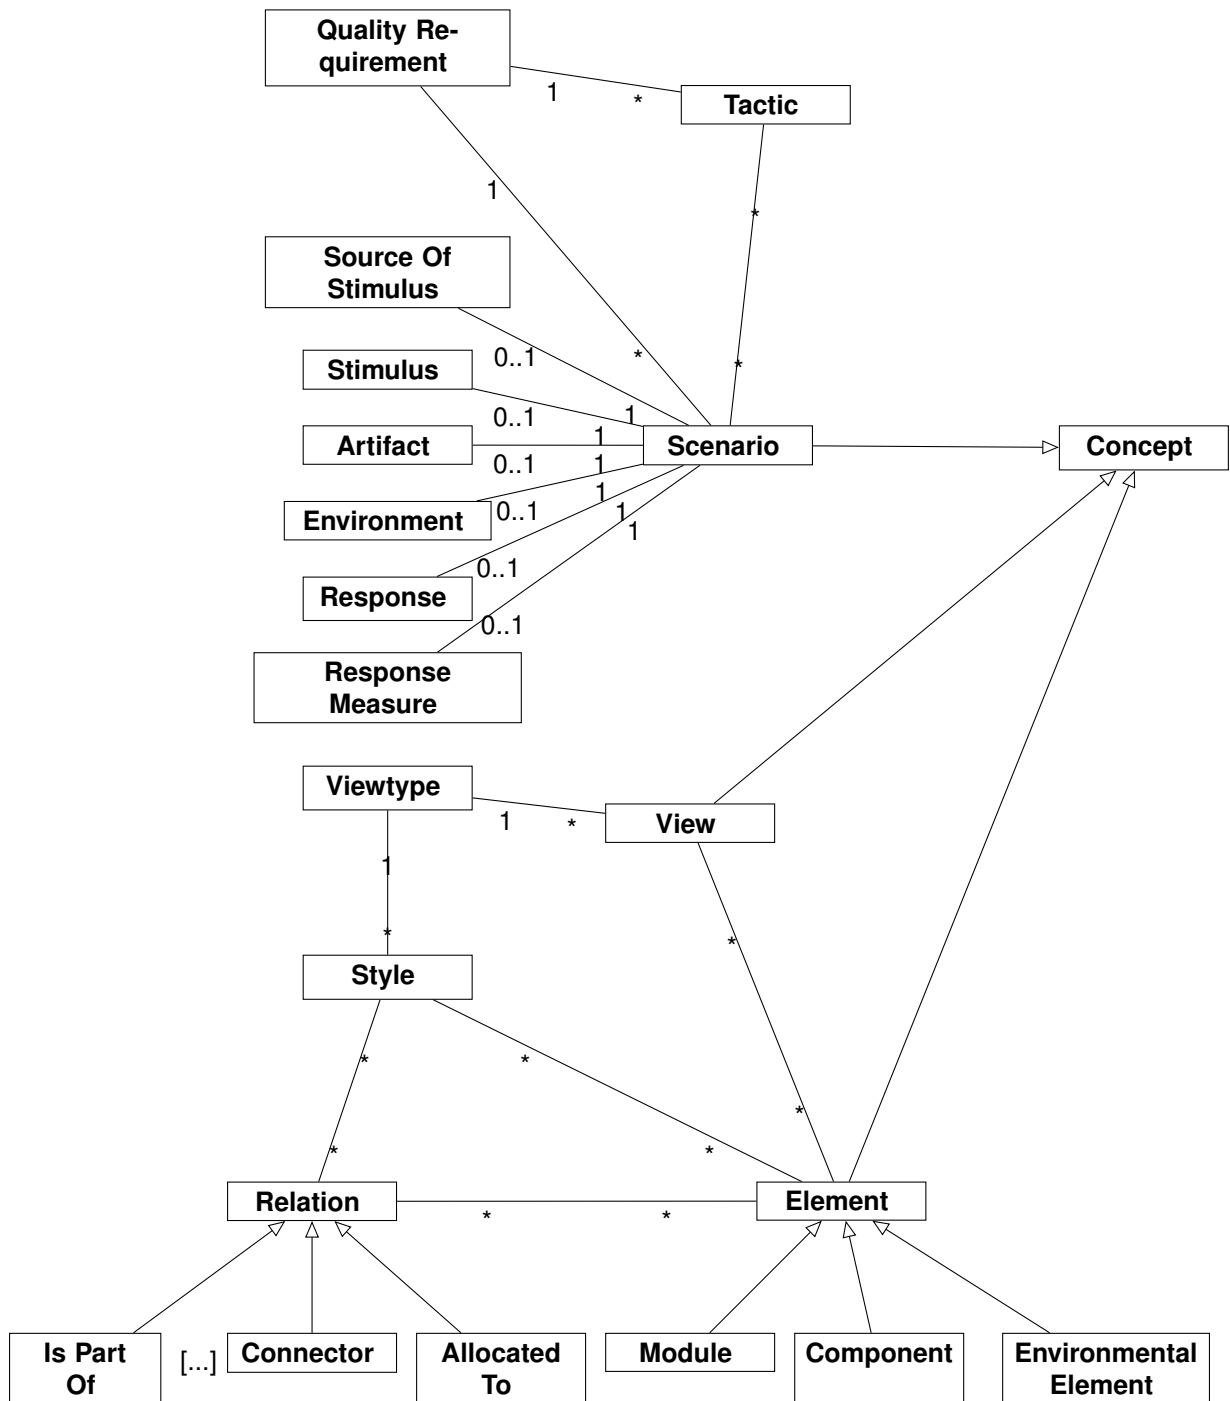 Quality Re-
quirement
1
*
Tactic
1
*
Source Of
Stimulus
0..1
*
*
Stimulus
0..1
1
Artifact
1
Scenario
Concept
0..1
1
Environment
0..1
1
1
1
Response
0..1
0..1
Response
Measure
Viewtype
1
*
View
1
*
*
Style
*
*
*
*
*
Relation
*
*
Element
Is Part
Of
[...]
Connector
Allocated
To
Module
Component
Environmental
Element